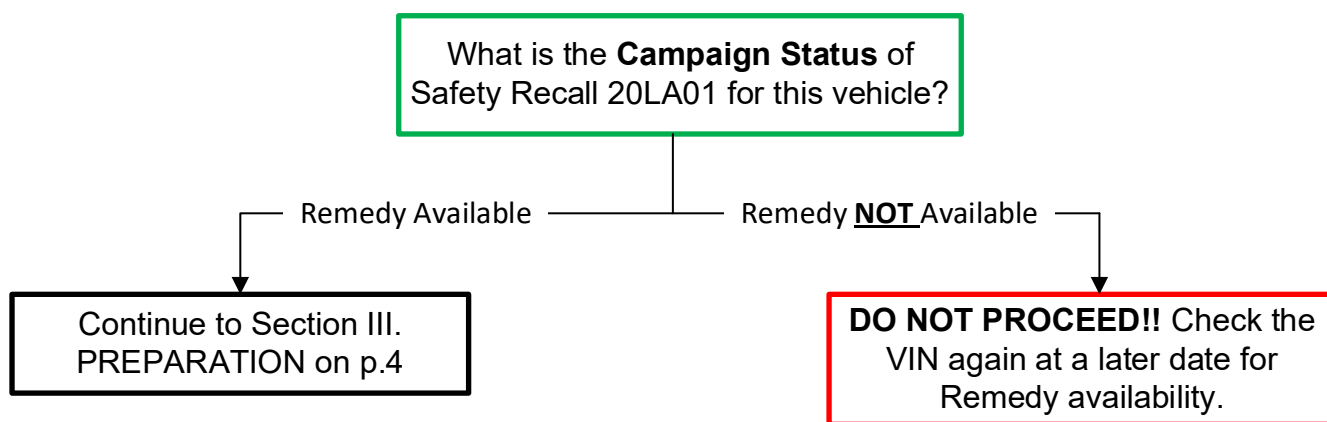 What is the Campaign Status of
Safety Recall 20LA01 for this vehicle?
Remedy Available
Remedy NOT Available
Continue to Section III.
PREPARATION on p.4
DO NOT PROCEED!! Check the
VIN again at a later date for
Remedy availability.